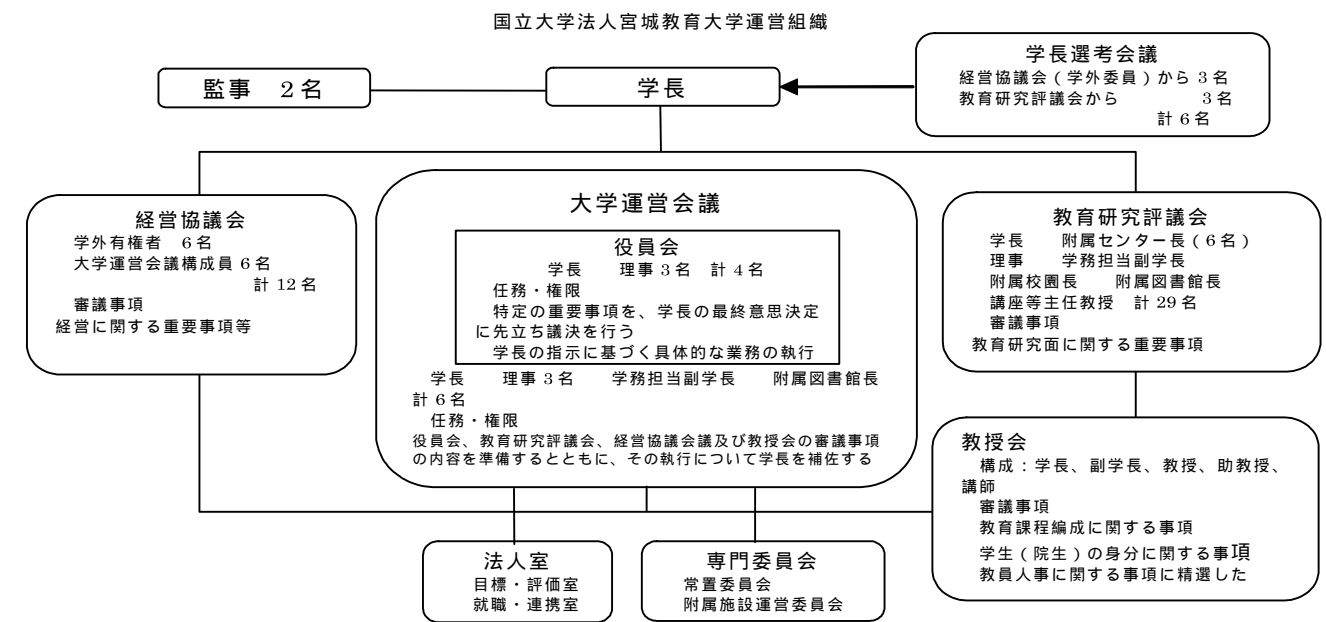 国立大学法人宮城教育大学運営組織
監事 2名
学長
学長選考会議
経営協議会(学外委員)から3名
教育研究評議会から 3名
計6名
経営協議会
学外有権者 6名
大学運営会議構成員6名
計12名
審議事項
経営に関する重要事項等
大学運営会議
役員会
学長 理事3名 計4名
任務・権限
特定の重要事項を、学長の最終意思決定
に先立ち議決を行う
学長の指示に基づく具体的な業務の執行
学長 理事3名 学務担当副学長 附属図書館長
計6名
任務・権限
役員会、教育研究評議会、経営協議会議及び教授会の審議事項
の内容を準備するとともに、その執行について学長を補佐する
教育研究評議会
学長 附属センター長(6名)
理事 学務担当副学長
附属校園長 附属図書館長
講座等主任教授 計29名
審議事項
教育研究面に関する重要事項
教授会
構成:学長、副学長、教授、助教授、
講師
審議事項
教育課程編成に関する事項
学生(院生)の身分に関する事項
教員人事に関する事項に精選した
法人室
目標・評価室
就職・連携室
専門委員会
常置委員会
附属施設運営委員会